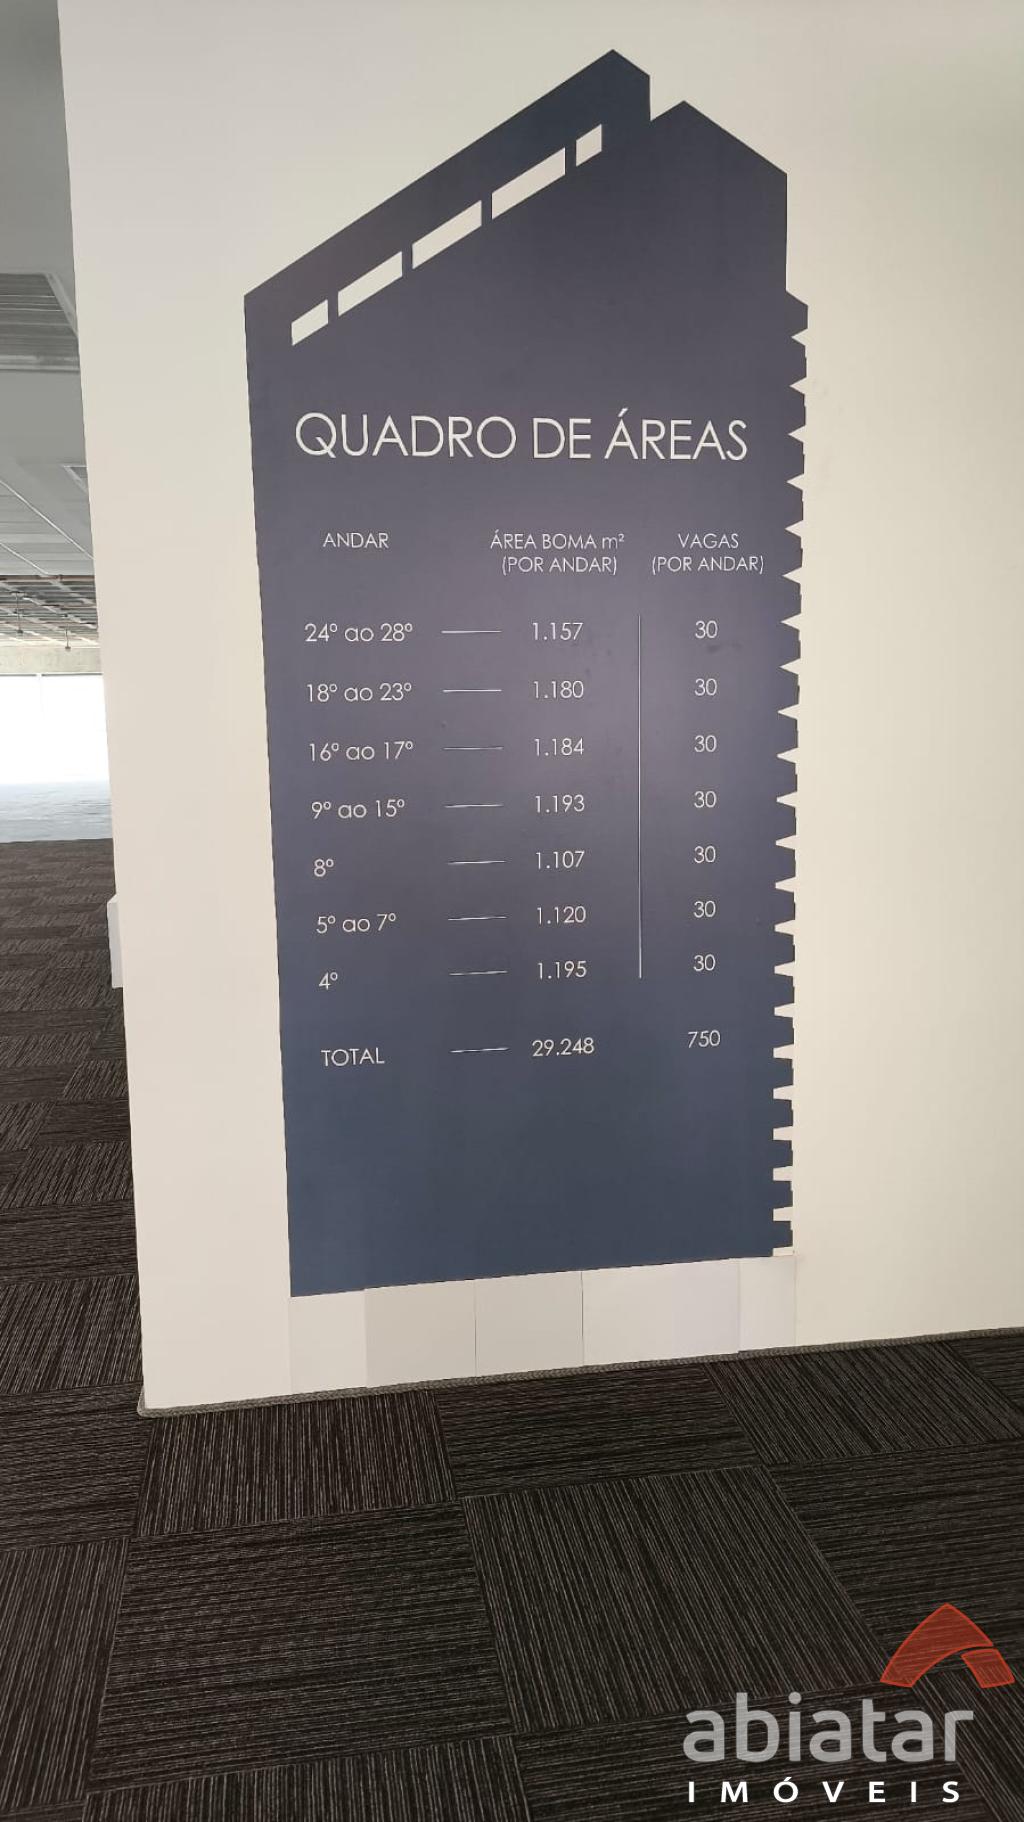 QUADRO DE ÁREAS
ANDAR ÁREA BOMA m² VAGAS
(POR ANDAR) (POR ANDAR)
24º ao 28º 1.157 30
18º ao 23º 1.180 30
16º ao 17º 1.184 30
9º ao 15º 1.193 30
8º 1.107 30
5º ao 7º 1.120 30
4º 1.195 30
TOTAL 29.248 750
abiatar
IMÓVEIS